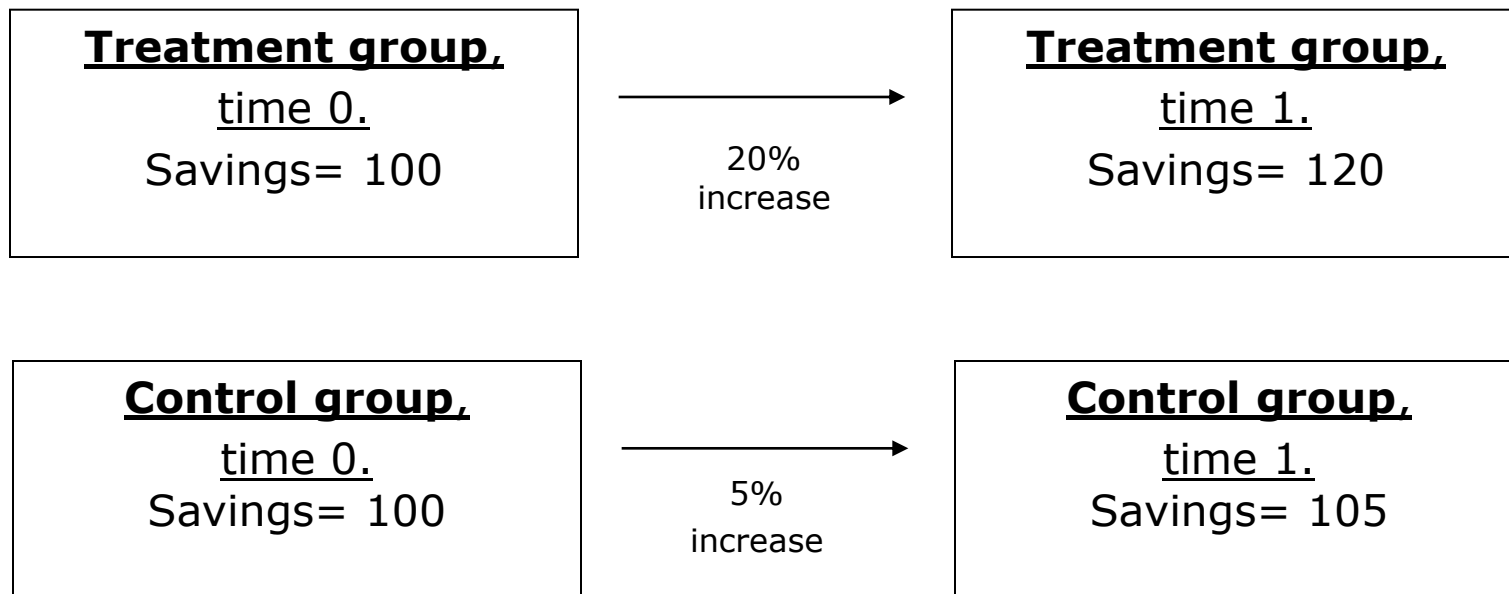 Treatment group,
time 0.
Savings= 100
20%
increase
Treatment group,
time 1.
Savings= 120
Control group,
time 0.
Savings= 100
5%
increase
Control group,
time 1.
Savings= 105